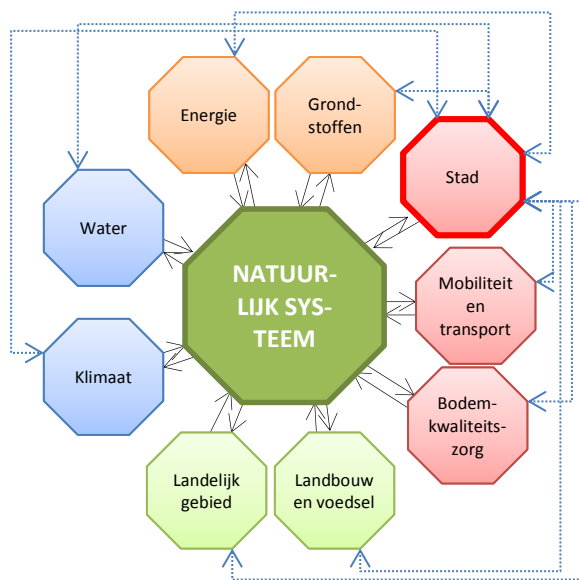 Energie
Grond-
stoffen
Stad
Water
NATUUR-
LIJK SYS-
TEEM
Mobiliteit
en
transport
Klimaat
Bodem-
kwaliteits-
zorg
Landelijk
gebied
Landbouw
en voedsel